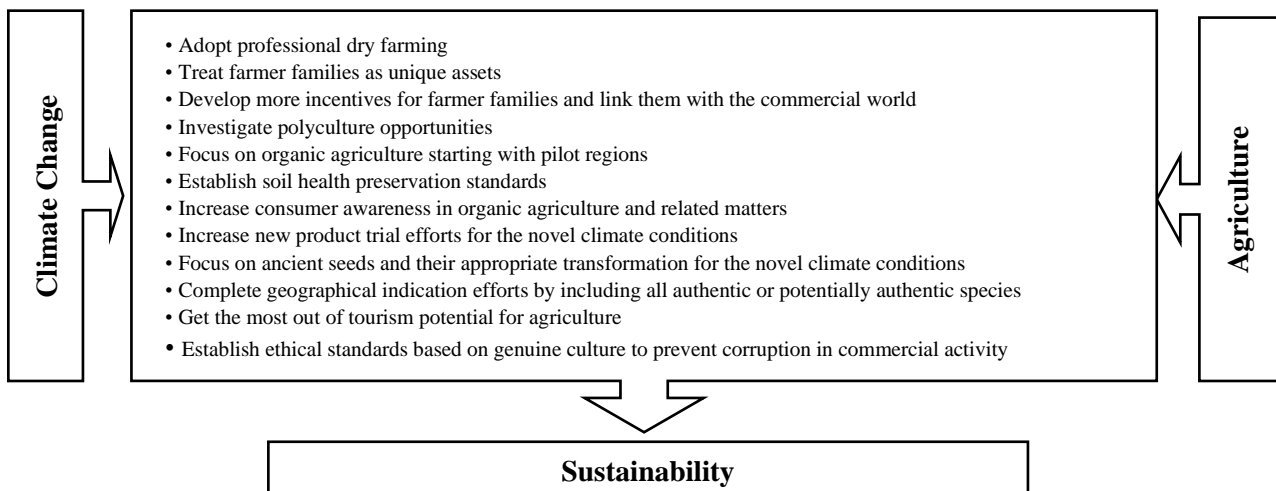 Climate Change
• Adopt professional dry farming
• Treat farmer families as unique assets
• Develop more incentives for farmer families and link them with the commercial world
• Investigate polyculture opportunities
• Focus on organic agriculture starting with pilot regions
• Establish soil health preservation standards
• Increase consumer awareness in organic agriculture and related matters
• Increase new product trial efforts for the novel climate conditions
• Focus on ancient seeds and their appropriate transformation for the novel climate conditions
• Complete geographical indication efforts by including all authentic or potentially authentic species
• Get the most out of tourism potential for agriculture
• Establish ethical standards based on genuine culture to prevent corruption in commercial activity
Agriculture
Sustainability